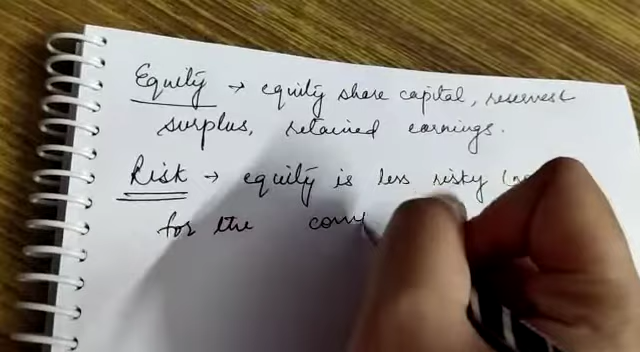 Equity → equity share capital, reserves &
surplus, retained earnings.
Risk → equity is less risky
for the